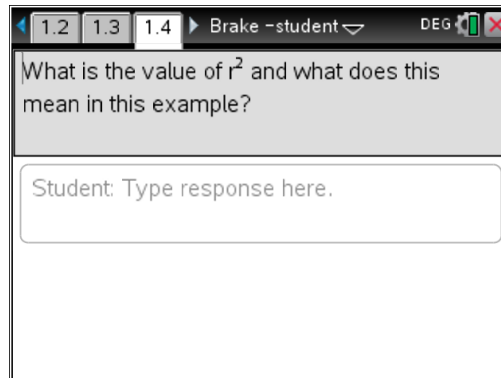 1.2 1.3 1.4 Brake -student DEG
What is the value of r² and what does this
mean in this example?
Student: Type response here.